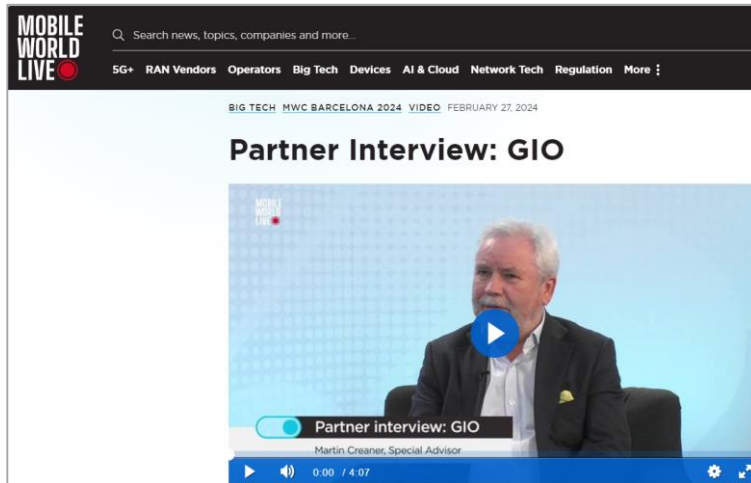 MOBILE
WORLD
LIVE
Search news, topics, companies and more...
5G+ RAN Vendors Operators Big Tech Devices AI & Cloud Network Tech Regulation More
BIG TECH MWC BARCELONA 2024 VIDEO FEBRUARY 27, 2024
Partner Interview: GIO
MOBILE
WORLD
LIVE
Partner interview: GIO
Martin Creaner, Special Advisor
0:00 / 4:07